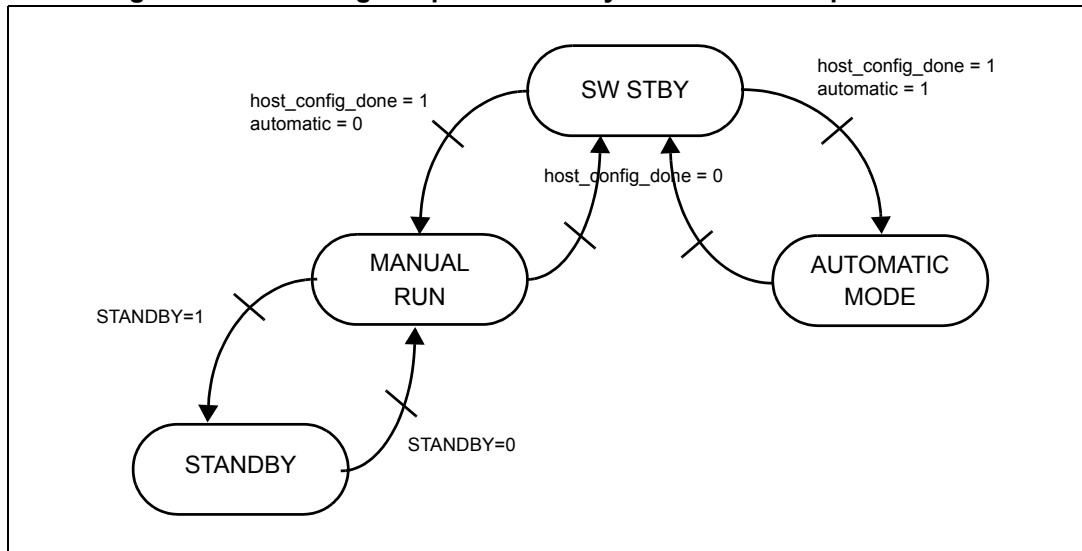 SW STBY
host_config_done = 1
automatic = 0
host_config_done = 1
automatic = 1
host_config_done = 0
MANUAL
RUN
AUTOMATIC
MODE
STANDBY=1
STANDBY=0
STANDBY